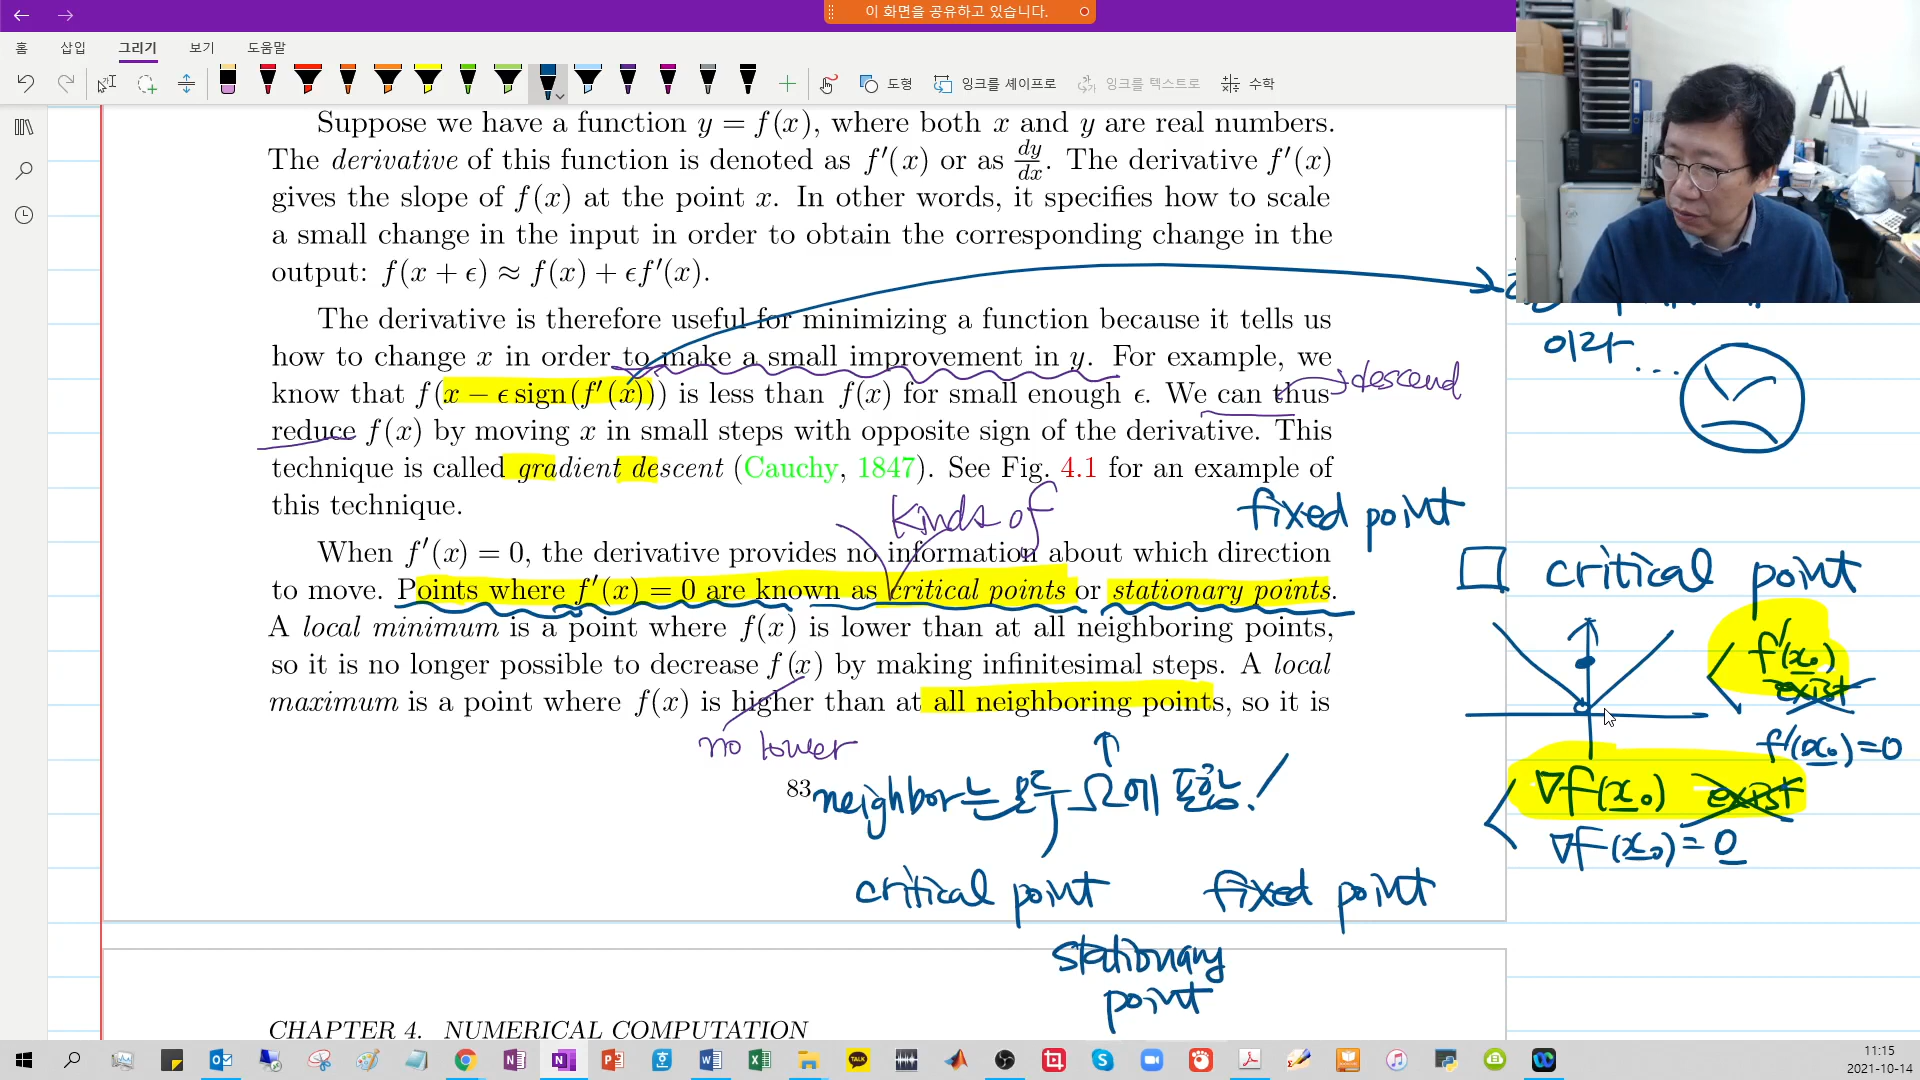 이 화면을 공유하고 있습니다.
홈 삽입 그리기 보기 도움말
도형 잉크를 셰이프로 잉크를 텍스트로 수학
Suppose we have a function y = f(x), where both x and y are real numbers.
The derivative of this function is denoted as f′(x) or as dy/dx. The derivative f′(x)
gives the slope of f(x) at the point x. In other words, it specifies how to scale
a small change in the input in order to obtain the corresponding change in the
output: f(x + ϵ) ≈ f(x) + ϵf′(x).
The derivative is therefore useful for minimizing a function because it tells us
how to change x in order to make a small improvement in y. For example, we
know that f(x − ϵ sign(f′(x))) is less than f(x) for small enough ϵ. We can thus
reduce f(x) by moving x in small steps with opposite sign of the derivative. This
technique is called gradient descent (Cauchy, 1847). See Fig. 4.1 for an example of
this technique.
descend
이라
...
kinds of
fixed point
When f′(x) = 0, the derivative provides no information about which direction
to move. Points where f′(x) = 0 are known as critical points or stationary points.
A local minimum is a point where f(x) is lower than at all neighboring points,
so it is no longer possible to decrease f(x) by making infinitesimal steps. A local
maximum is a point where f(x) is higher than at all neighboring points, so it is
no lower
83
neighbor는 모두 Ω에 포함!
critical point
f′(x₀)
exist
f′(x₀)=0
∇f(x₀) exist
∇f(x₀)=0
critical point fixed point
stationary
point
CHAPTER 4. NUMERICAL COMPUTATION
11:15
2021-10-14